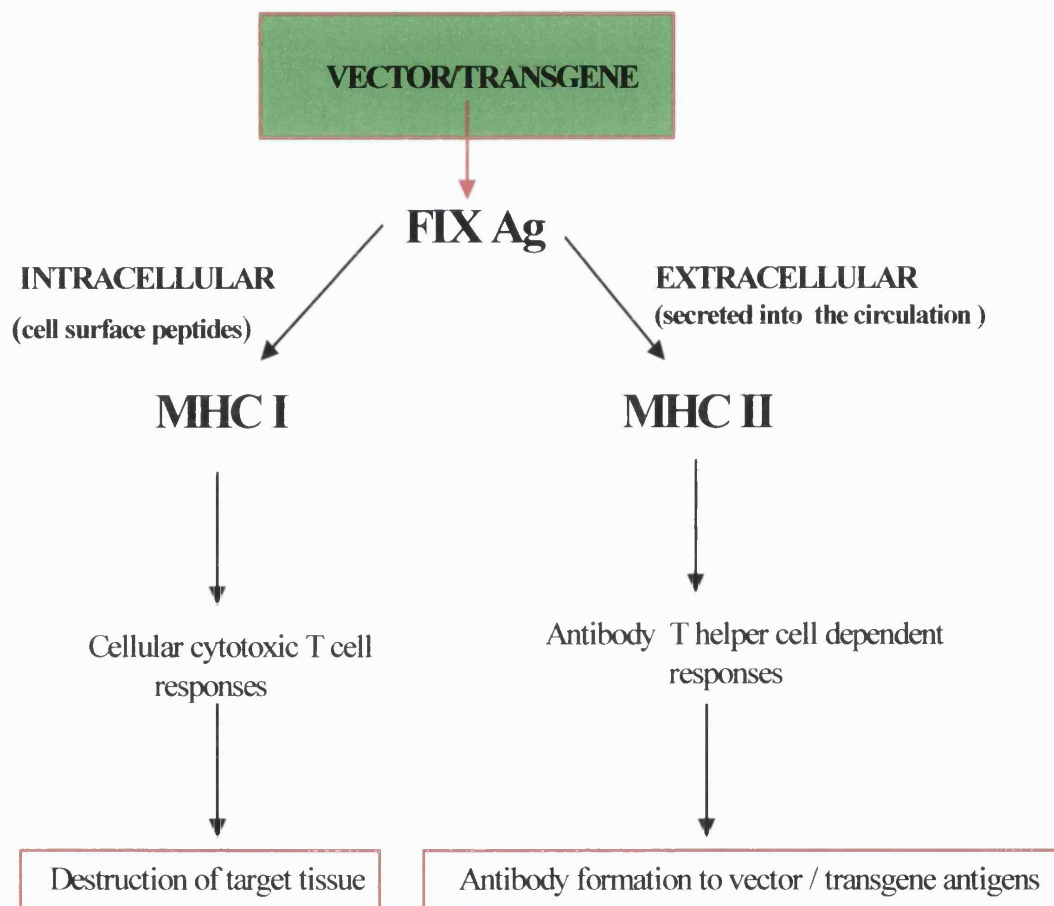 VECTOR/TRANSGENE
FIX Ag
INTRACELLULAR
(cell surface peptides)
EXTRACELLULAR
(secreted into the circulation )
MHC I
MHC II
Cellular cytotoxic T cell
responses
Antibody T helper cell dependent
responses
Destruction of target tissue
Antibody formation to vector / transgene antigens